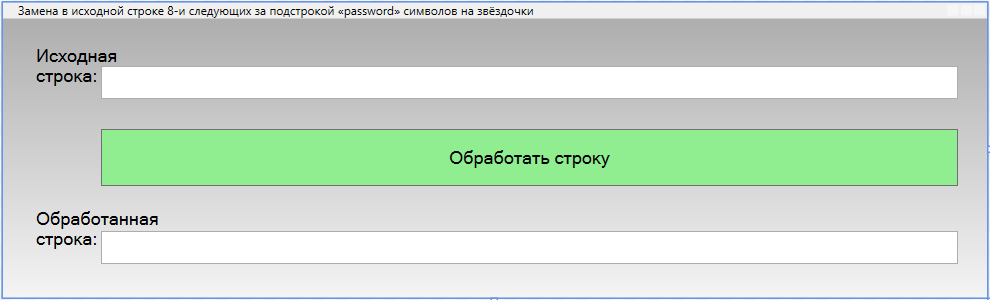 Замена в исходной строке 8-и следующих за подстрокой «password» символов на звёздочки
Исходная
строка:
Обработать строку
Обработанная
строка: